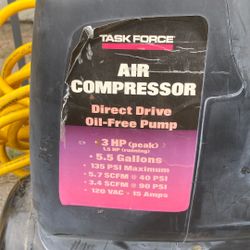 TASK FORCE
AIR
COMPRESSOR
Direct Drive
Oil-Free Pump
• 3 HP (peak) •
1.5 HP (running)
• 5.5 Gallons
• 135 PSI Maximum
• 5.7 SCFM @ 40 PSI
• 3.4 SCFM @ 90 PSI
• 120 VAC - 15 Amps